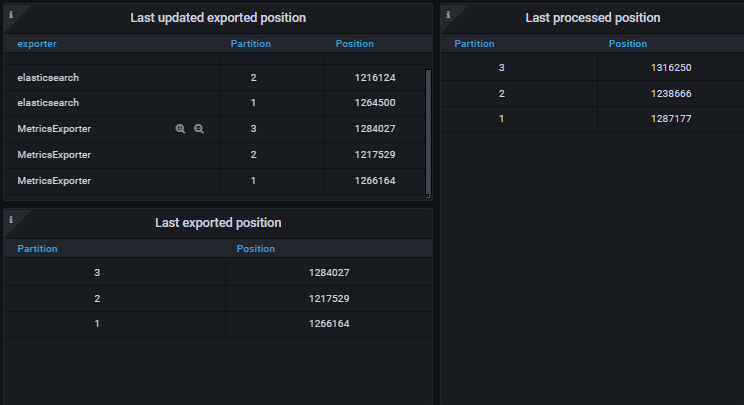 Last updated exported position
exporter Partition Position
elasticsearch 2 1216124
elasticsearch 1 1264500
MetricsExporter 3 1284027
MetricsExporter 2 1217529
MetricsExporter 1 1266164
Last exported position
Partition Position
3 1284027
2 1217529
1 1266164
Last processed position
Partition Position
3 1316250
2 1238666
1 1287177